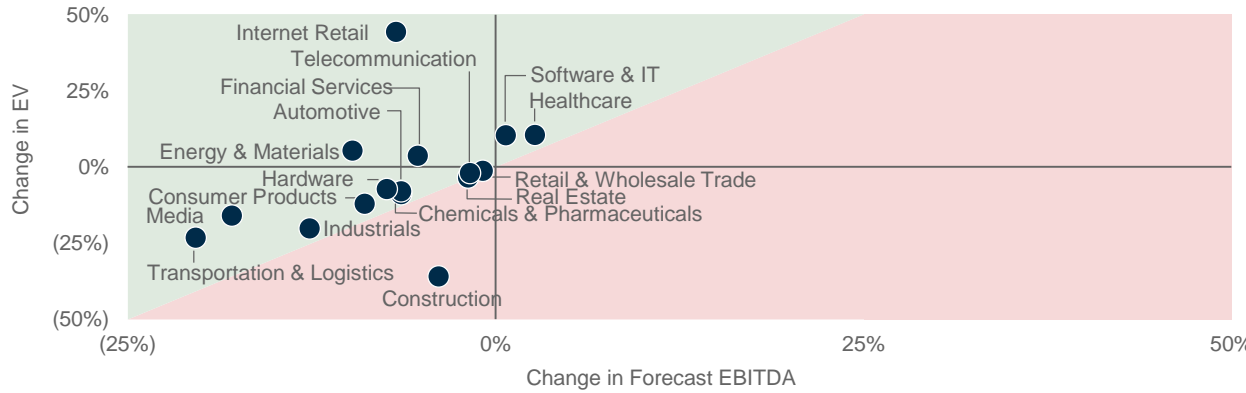 50%
Internet Retail
Telecommunication
Software & IT
Financial Services
25%
Healthcare
Automotive
Energy & Materials
0%
Hardware
Retail & Wholesale Trade
Consumer Products
Real Estate
Media
Chemicals & Pharmaceuticals
Industrials
(25%)
Transportation & Logistics
Construction
(50%)
(25%)
0%
25%
50%
Change in EV
Change in Forecast EBITDA